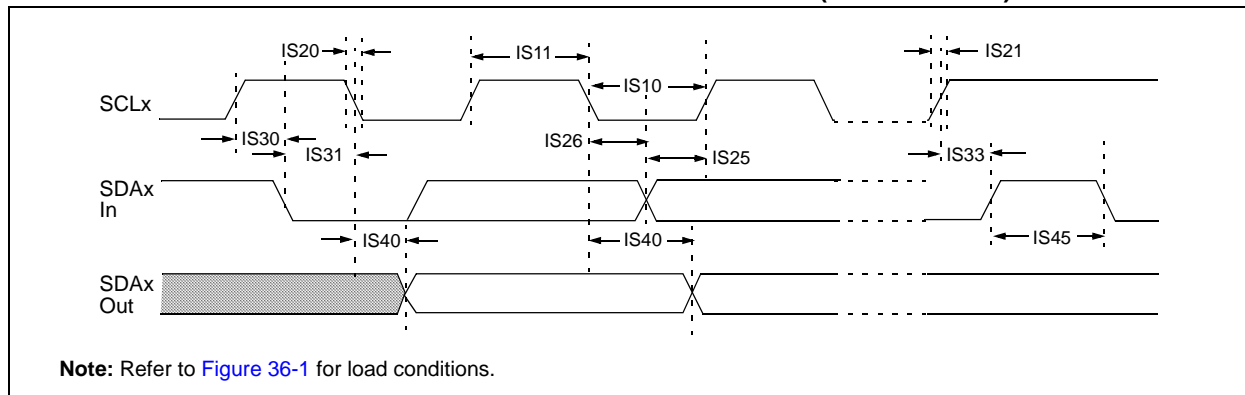 IS20
IS11
IS21
IS10
SCLx
IS30
IS31
IS26
IS25
IS33
SDAx
In
IS40
IS40
IS45
SDAx
Out
Note: Refer to Figure 36-1 for load conditions.